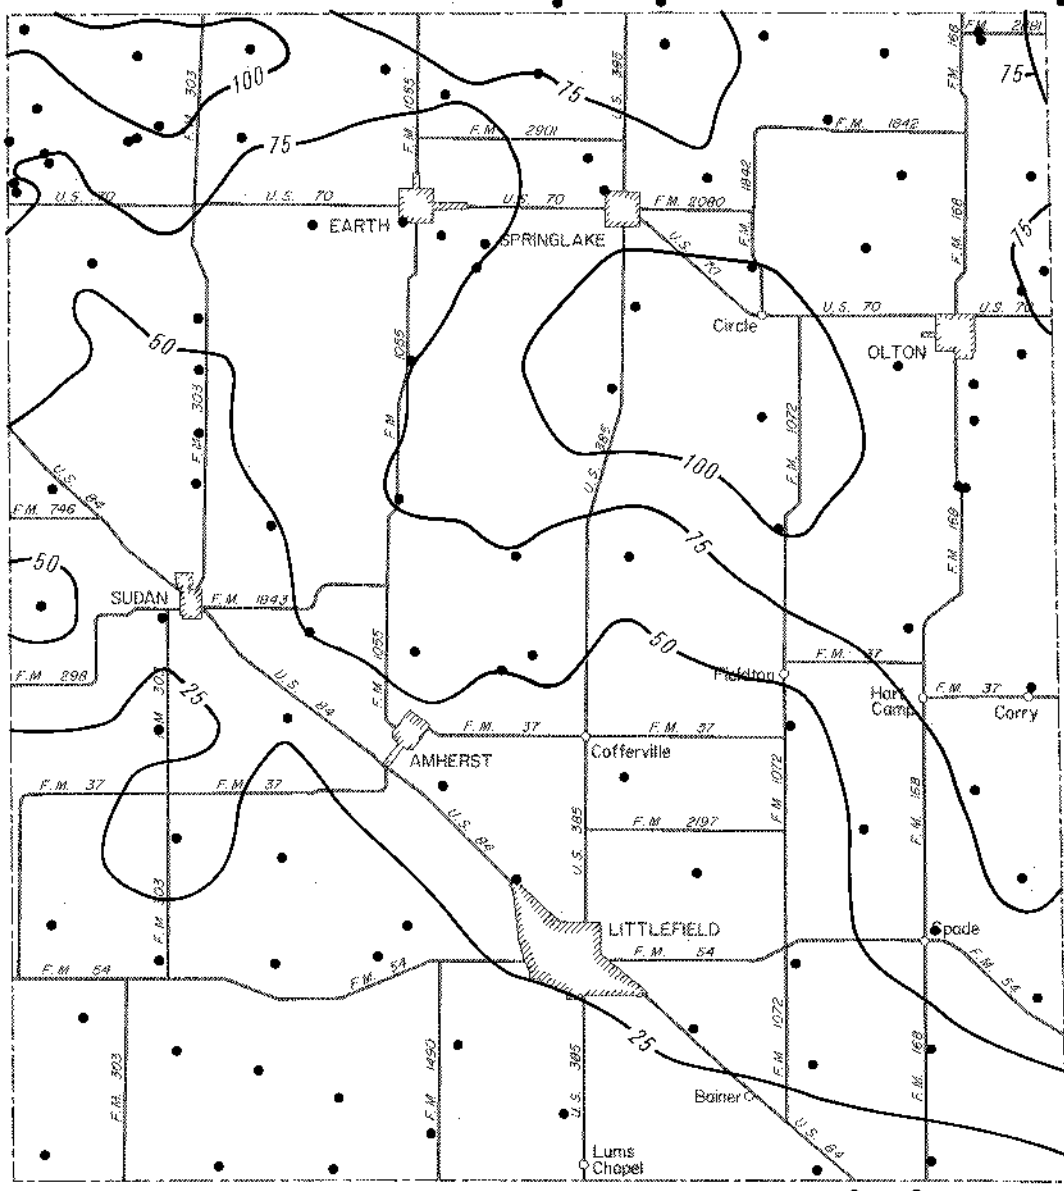 F.M. 2881
F. M. 303
100
F. M. 1055
75
U.S. 385
FM. 168
75
75
F. M. 2901
F. M. 1842
1842
U.S. 70
U.S. 70
U.S. 70
F. M. 2080
F. M.
F. M. 168
EARTH
SPRINGLAKE
U.S. 70
75
Circle
U.S. 70
U.S. 70
OLTON
50
F. M. 303
F. M. 1055
F. M. 1072
U.S. 385
100
U.S. 84
F.M. 746
F. M. 168
75
50
SUDAN
F. M. 1843
F. M. 1055
50
F. M. 37
F. M. 298
M 303
25
U.S. 84
Hart
Camp
F. M. 37
Corry
F. M. 37
F. M. 37
Cofferville
AMHERST
F. M. 37
F. M. 37
F. M. 1072
F. M. 168
U.S. 84
U.S. 385
F. M. 2197
F. M. 303
LITTLEFIELD
Spade
F. M. 54
F. M. 54
F. M. 54
F. M. 54
F. M. 303
F. M. 1490
U.S. 385
25
F. M. 1072
F. M. 168
Bainer
U.S. 84
Lums
Chapel